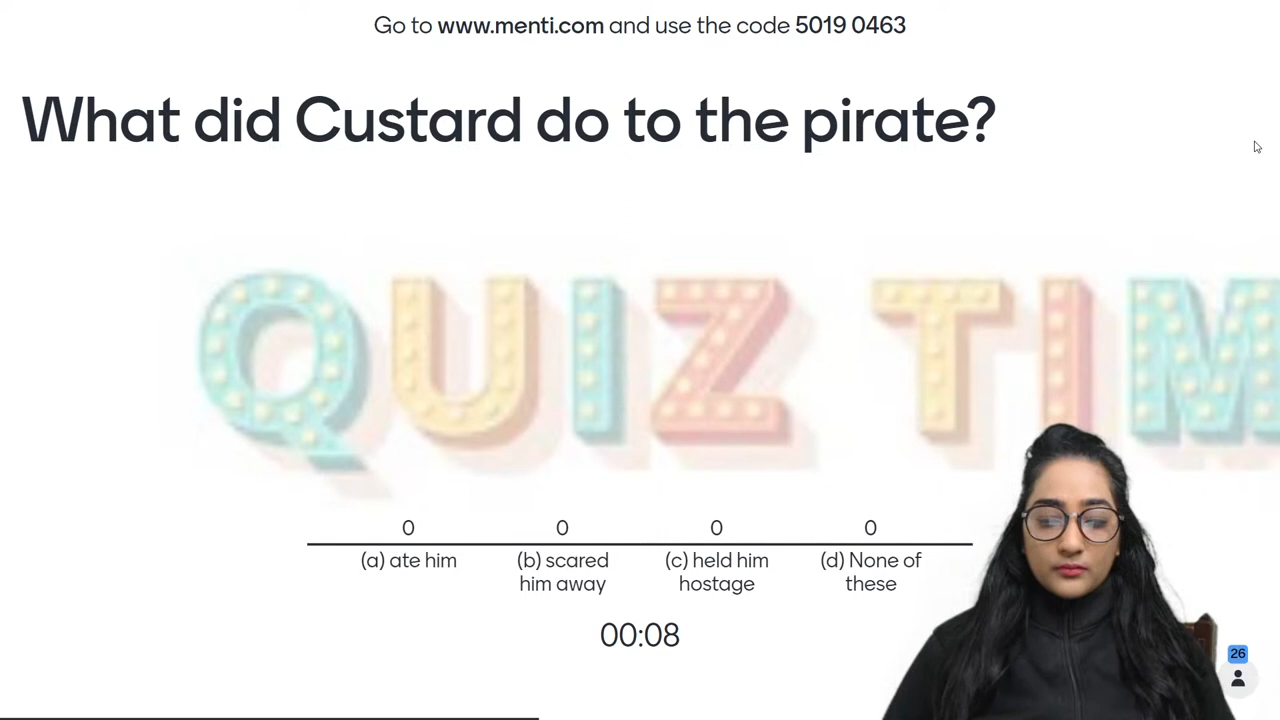 Go to www.menti.com and use the code 5019 0463
What did Custard do to the pirate?
QUIZ TIM
0 0 0 0
(a) ate him (b) scared (c) held him (d) None of
him away hostage these
00:08
26